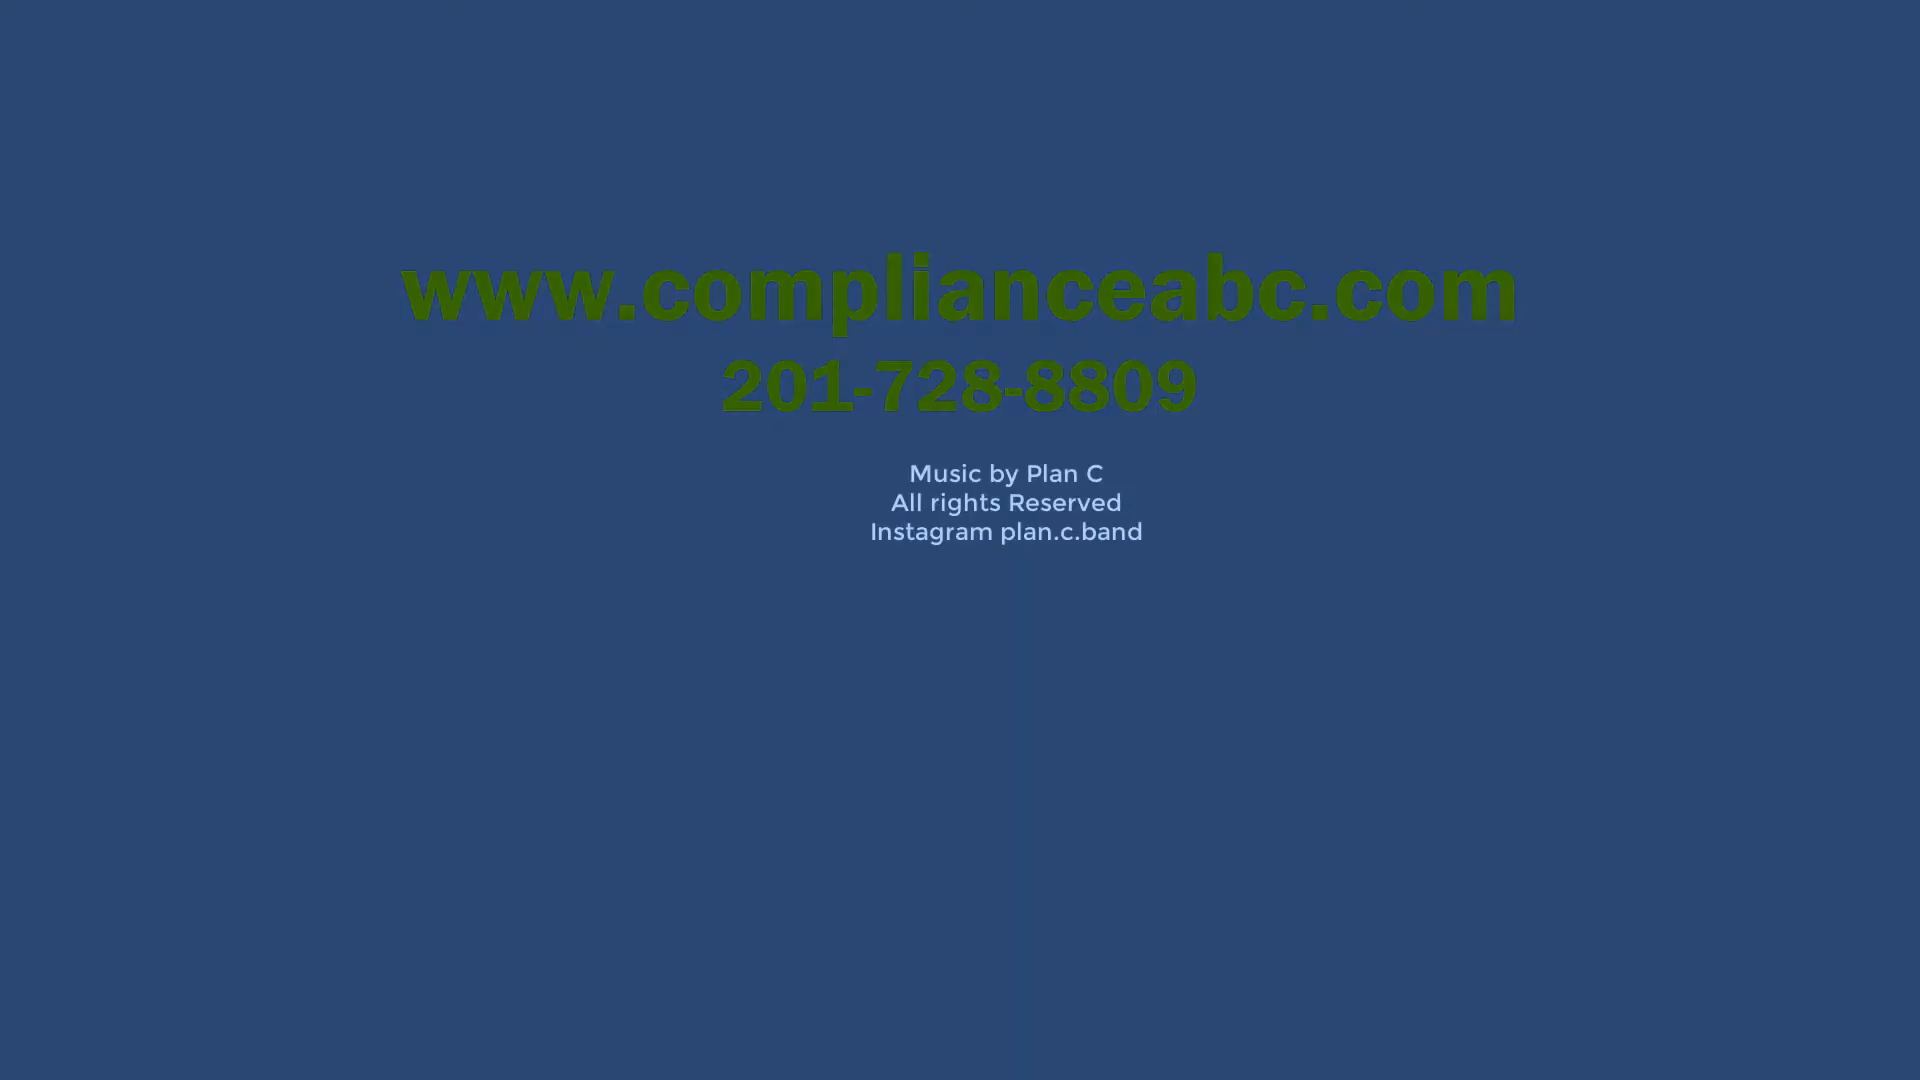 www.complianceabc.com
201-728-8809
Music by Plan C
All rights Reserved
Instagram plan.c.band